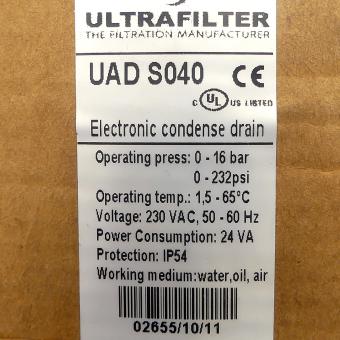 ULTRAFILTER
THE FILTRATION MANUFACTURER
UAD S040 CE
C UL US LISTED
Electronic condense drain
Operating press: 0 - 16 bar
0 - 232psi
Operating temp.: 1,5 - 65°C
Voltage: 230 VAC, 50 - 60 Hz
Power Consumption: 24 VA
Protection: IP54
Working medium:water,oil, air
02655/10/11